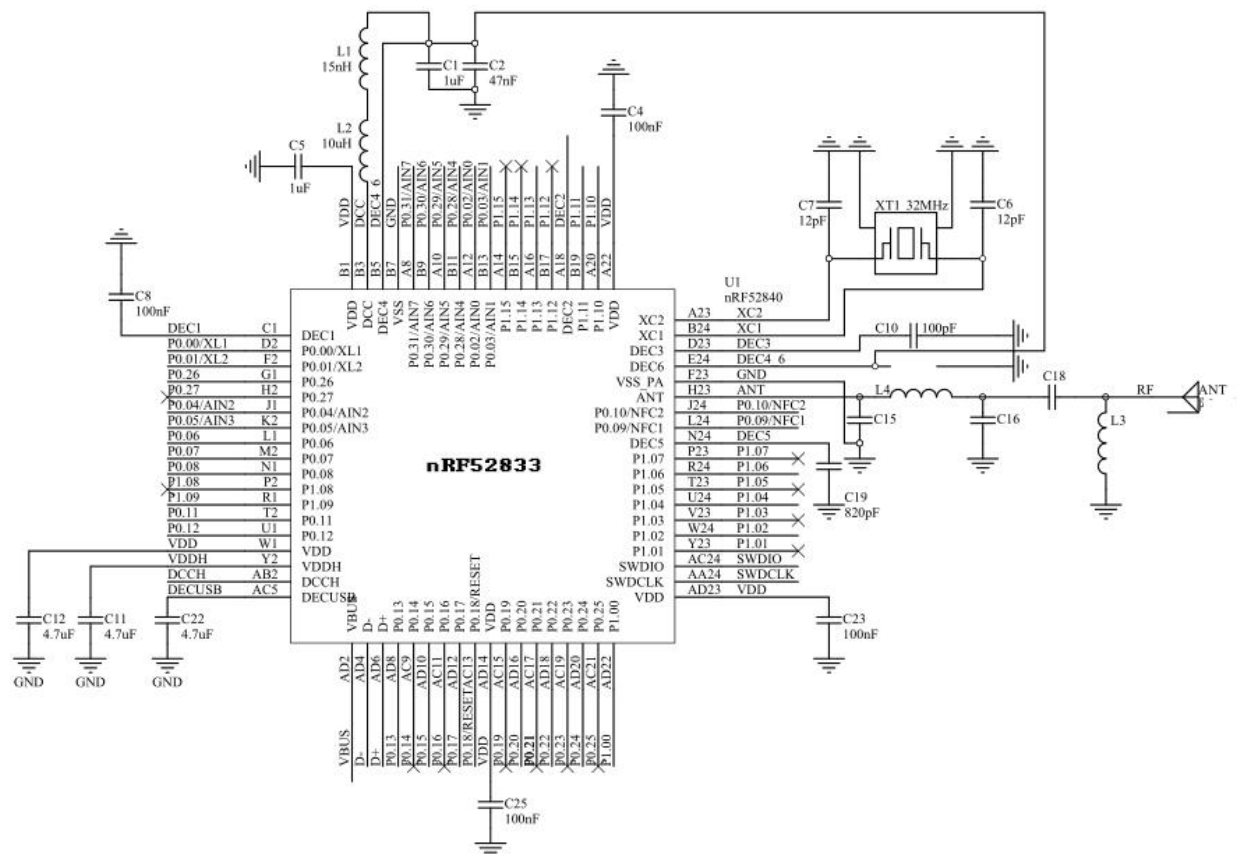 L1
15nH
C1
1uF
C2
47nF
C4
100nF
L2
10uH
C5
1uF
VDD
DCC
DEC4_6
GND
P0.31/AIN7
P0.30/AIN6
P0.29/AIN5
P0.28/AIN4
P0.02/AIN0
P0.03/AIN1
P1.15
P1.14
P1.13
P1.12
DEC2
P1.11
P1.10
VDD
B1
B3
B5
B7
A8
B9
A10
B11
A12
B13
A14
B15
A16
B17
A18
B19
A20
A22
VDD
DCC
DEC4
VSS
P0.31/AIN7
P0.30/AIN6
P0.29/AIN5
P0.28/AIN4
P0.02/AIN0
P0.03/AIN1
P1.15
P1.14
P1.13
P1.12
DEC2
P1.11
P1.10
VDD
C7
12pF
XT1 32MHz
C6
12pF
C8
100nF
U1
nRF52840
DEC1 C1 DEC1
P0.00/XL1 D2 P0.00/XL1
P0.01/XL2 F2 P0.01/XL2
P0.26 G1 P0.26
P0.27 H2 P0.27
P0.04/AIN2 J1 P0.04/AIN2
P0.05/AIN3 K2 P0.05/AIN3
P0.06 L1 P0.06
P0.07 M2 P0.07
P0.08 N1 P0.08
P1.08 P2 P1.08
P1.09 R1 P1.09
P0.11 T2 P0.11
P0.12 U1 P0.12
VDD W1 VDD
VDDH Y2 VDDH
DCCH AB2 DCCH
DECUSB AC5 DECUSB
nRF52833
XC2 A23 XC2
XC1 B24 XC1
DEC3 D23 DEC3
DEC6 E24 DEC4_6
VSS_PA F23 GND
ANT H23 ANT
P0.10/NFC2 J24 P0.10/NFC2
P0.09/NFC1 L24 P0.09/NFC1
DEC5 N24 DEC5
P1.07 P23 P1.07
P1.06 R24 P1.06
P1.05 T23 P1.05
P1.04 U24 P1.04
P1.03 V23 P1.03
P1.02 W24 P1.02
P1.01 Y23 P1.01
SWDIO AC24 SWDIO
SWDCLK AA24 SWDCLK
VDD AD23 VDD
C10 100pF
L4
C15
C16
C18
RF
ANT
L3
C19
820pF
C12
4.7uF
GND
C11
4.7uF
GND
C22
4.7uF
GND
C23
100nF
VBUS
D-
D+
P0.13
P0.14
P0.15
P0.16
P0.17
P0.18/RESET
VDD
P0.19
P0.20
P0.21
P0.22
P0.23
P0.24
P0.25
P1.00
AD2
AD4
AD6
AD8
AC9
AD10
AC11
AD12
AC13
AD14
AC15
AD16
AC17
AD18
AC19
AD20
AC21
AD22
VBUS
D-
D+
P0.13
P0.14
P0.15
P0.16
P0.17
P0.18/RESET
VDD
P0.19
P0.20
P0.21
P0.22
P0.23
P0.24
P0.25
P1.00
C25
100nF